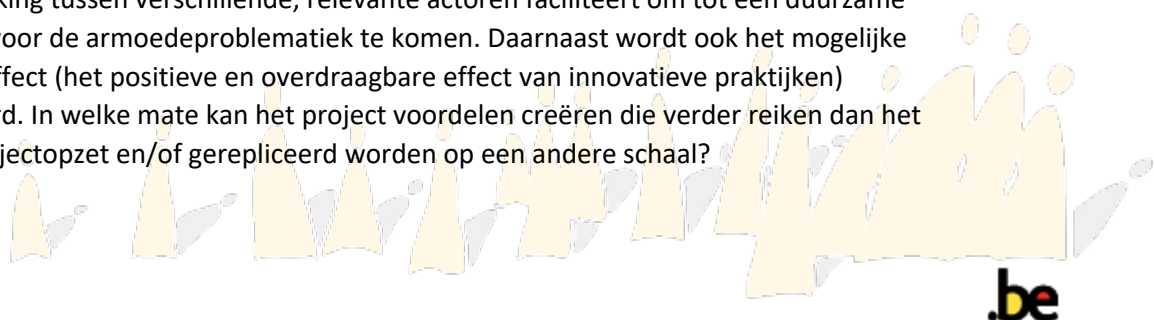 king tussen verschillende, relevante actoren faciliteert om tot een duurzame
voor de armoedeproblematiek te komen. Daarnaast wordt ook het mogelijke
ffect (het positieve en overdraagbare effect van innovatieve praktijken)
rd. In welke mate kan het project voordelen creëren die verder reiken dan het
jectopzet en/of gerepliceerd worden op een andere schaal?
.be